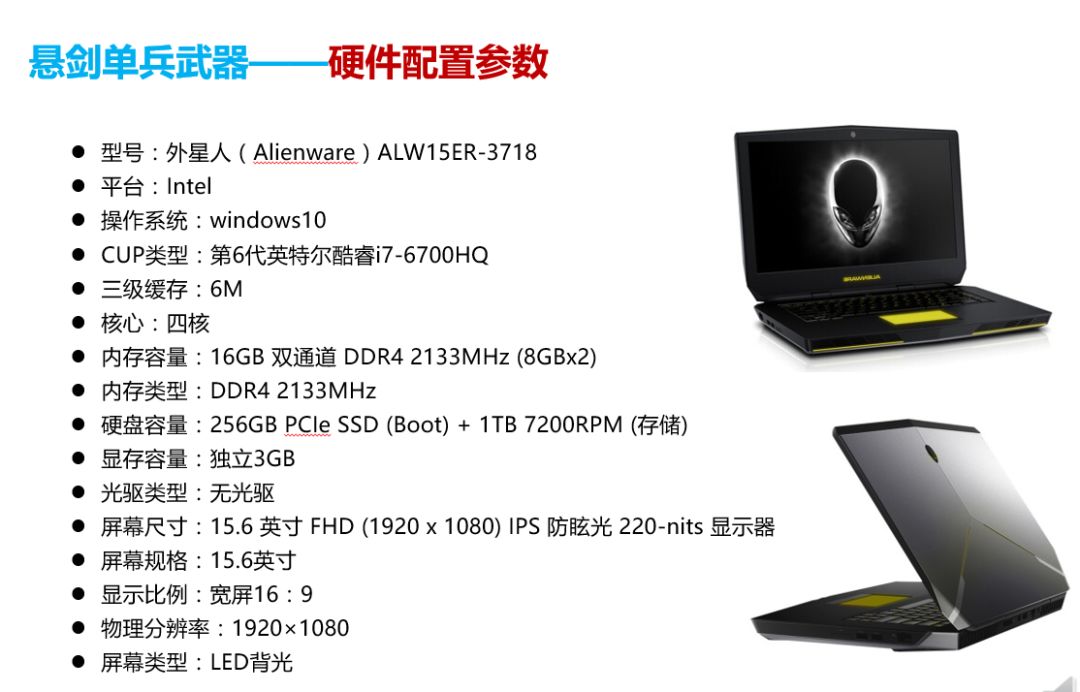 悬剑单兵武器——硬件配置参数
型号：外星人（Alienware）ALW15ER-3718
平台：Intel
操作系统：windows10
CUP类型：第6代英特尔酷睿i7-6700HQ
三级缓存：6M
核心：四核
内存容量：16GB 双通道 DDR4 2133MHz (8GBx2)
内存类型：DDR4 2133MHz
硬盘容量：256GB PCIe SSD (Boot) + 1TB 7200RPM (存储)
显存容量：独立3GB
光驱类型：无光驱
屏幕尺寸：15.6 英寸 FHD (1920 x 1080) IPS 防眩光 220-nits 显示器
屏幕规格：15.6英寸
显示比例：宽屏16：9
物理分辨率：1920×1080
屏幕类型：LED背光
ALIENWARE